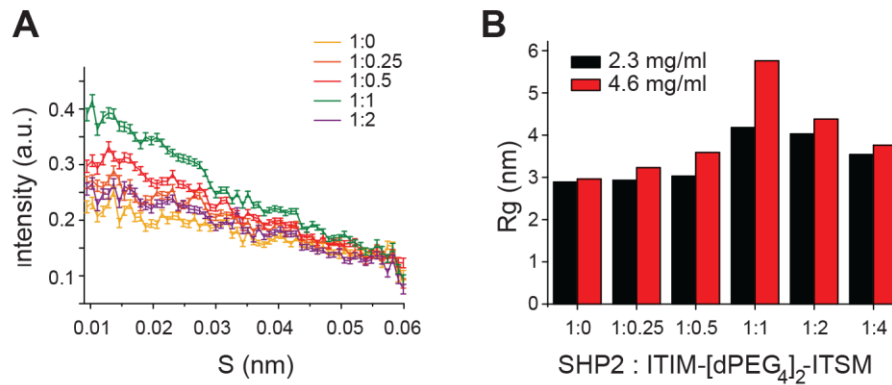 A
1:0
1:0.25
1:0.5
1:1
1:2
intensity (a.u.)
0.4
0.3
0.2
0.1
0.01 0.02 0.03 0.04 0.05 0.06
S (nm)
B
2.3 mg/ml
4.6 mg/ml
Rg (nm)
6
5
4
3
2
1
0
1:0 1:0.25 1:0.5 1:1 1:2 1:4
SHP2 : ITIM-[dPEG₄]₂-ITSM